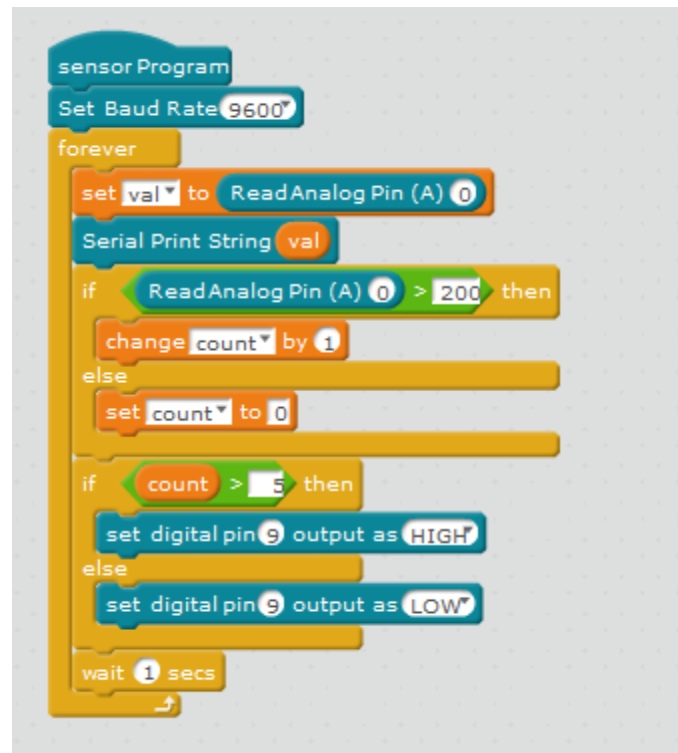 sensor Program
Set Baud Rate 9600
forever
set val to Read Analog Pin (A) 0
Serial Print String val
if Read Analog Pin (A) 0 > 200 then
change count by 1
else
set count to 0
if count > 5 then
set digital pin 9 output as HIGH
else
set digital pin 9 output as LOW
wait 1 secs